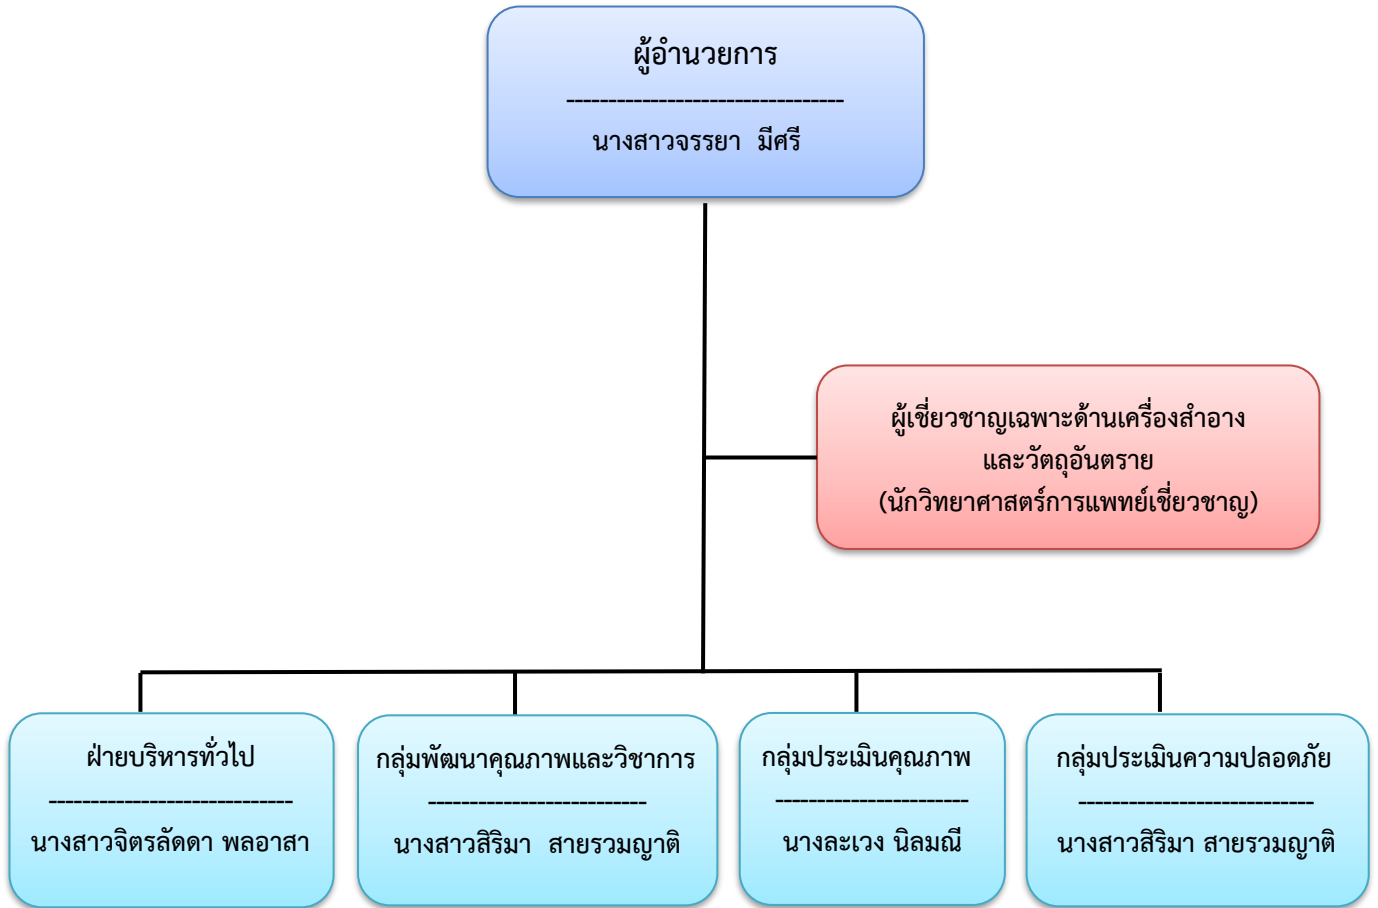 ผู้อำนวยการ
---------------------------------
นางสาวจรรยา  มีศรี
ผู้เชี่ยวชาญเฉพาะด้านเครื่องสำอาง
และวัตถุอันตราย
(นักวิทยาศาสตร์การแพทย์เชี่ยวชาญ)
ฝ่ายบริหารทั่วไป
-----------------------------
นางสาวจิตรลัดดา พลอาสา
กลุ่มพัฒนาคุณภาพและวิชาการ
--------------------------
นางสาวสิริมา  สายรวมญาติ
กลุ่มประเมินคุณภาพ
-----------------------
นางละเวง นิลมณี
กลุ่มประเมินความปลอดภัย
----------------------------
นางสาวสิริมา สายรวมญาติ